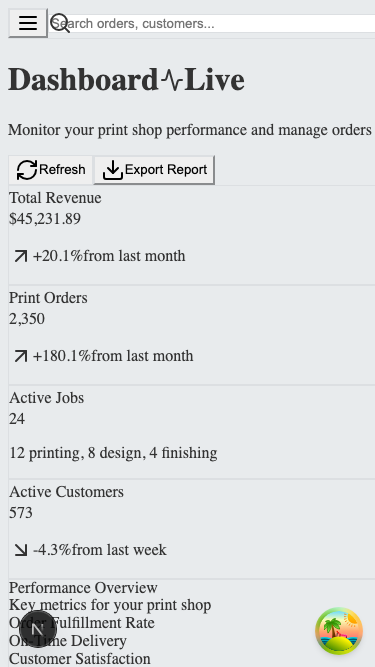 Search orders, customers...
Dashboard Live
Monitor your print shop performance and manage orders
Refresh Export Report
Total Revenue
$45,231.89
+20.1%from last month
Print Orders
2,350
+180.1%from last month
Active Jobs
24
12 printing, 8 design, 4 finishing
Active Customers
573
-4.3%from last week
Performance Overview
Key metrics for your print shop
Order Fulfillment Rate
On-Time Delivery
N
Customer Satisfaction